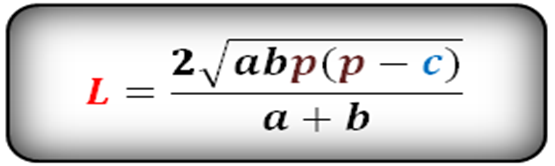 L = 2√abp(p − c) / a + b